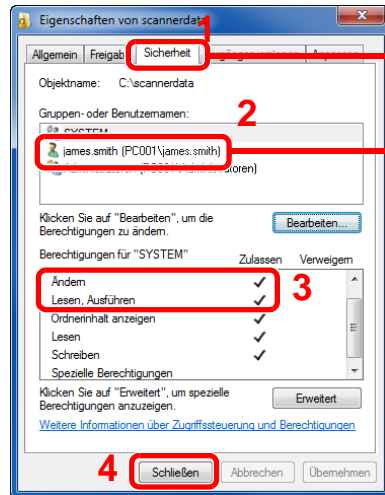 Eigenschaften von scannerdata
1
Allgemein Freigab Sicherheit
Objektname: C:\scannerdata
Gruppen- oder Benutzernamen:
SYSTEM
2
james.smith (PC001\james.smith)
Klicken Sie auf "Bearbeiten", um die
Berechtigungen zu ändern.
Bearbeiten...
Berechtigungen für "SYSTEM" Zulassen Verweigern
Ändern
Lesen, Ausführen
3
Ordnerinhalt anzeigen
Lesen
Schreiben
Spezielle Berechtigungen
Klicken Sie auf "Erweitert", um spezielle
Berechtigungen anzuzeigen.
Erweitert
Weitere Informationen über Zugriffssteuerung und Berechtigungen
4
Schließen Abbrechen Übernehmen